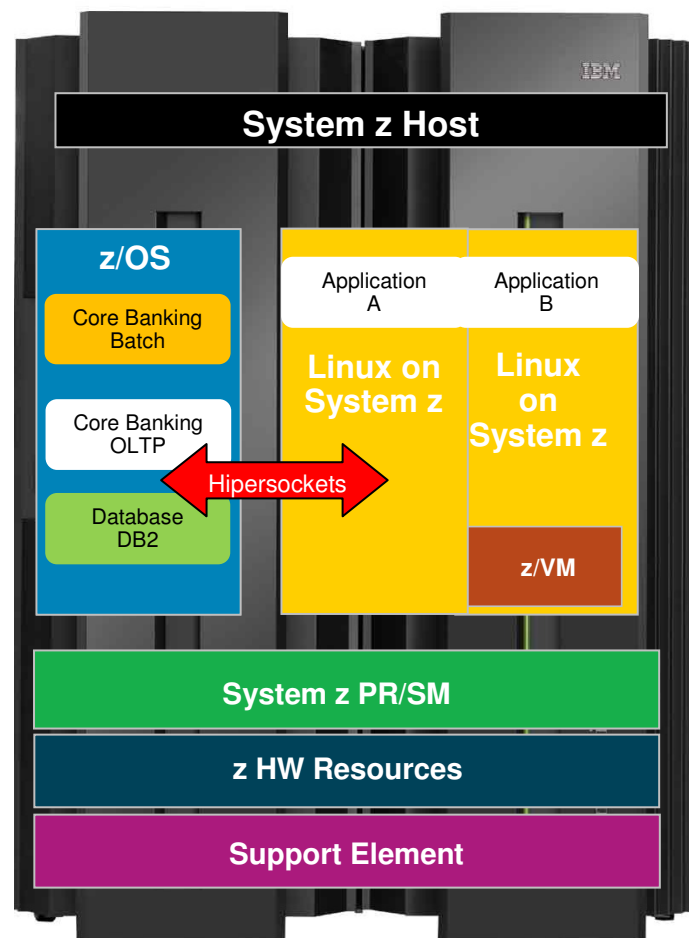 IBM
System z Host
z/OS
Core Banking
Batch
Core Banking
OLTP
Database
DB2
Hipersockets
Application
A
Linux on
System z
Application
B
Linux
on
System z
z/VM
System z PR/SM
z HW Resources
Support Element